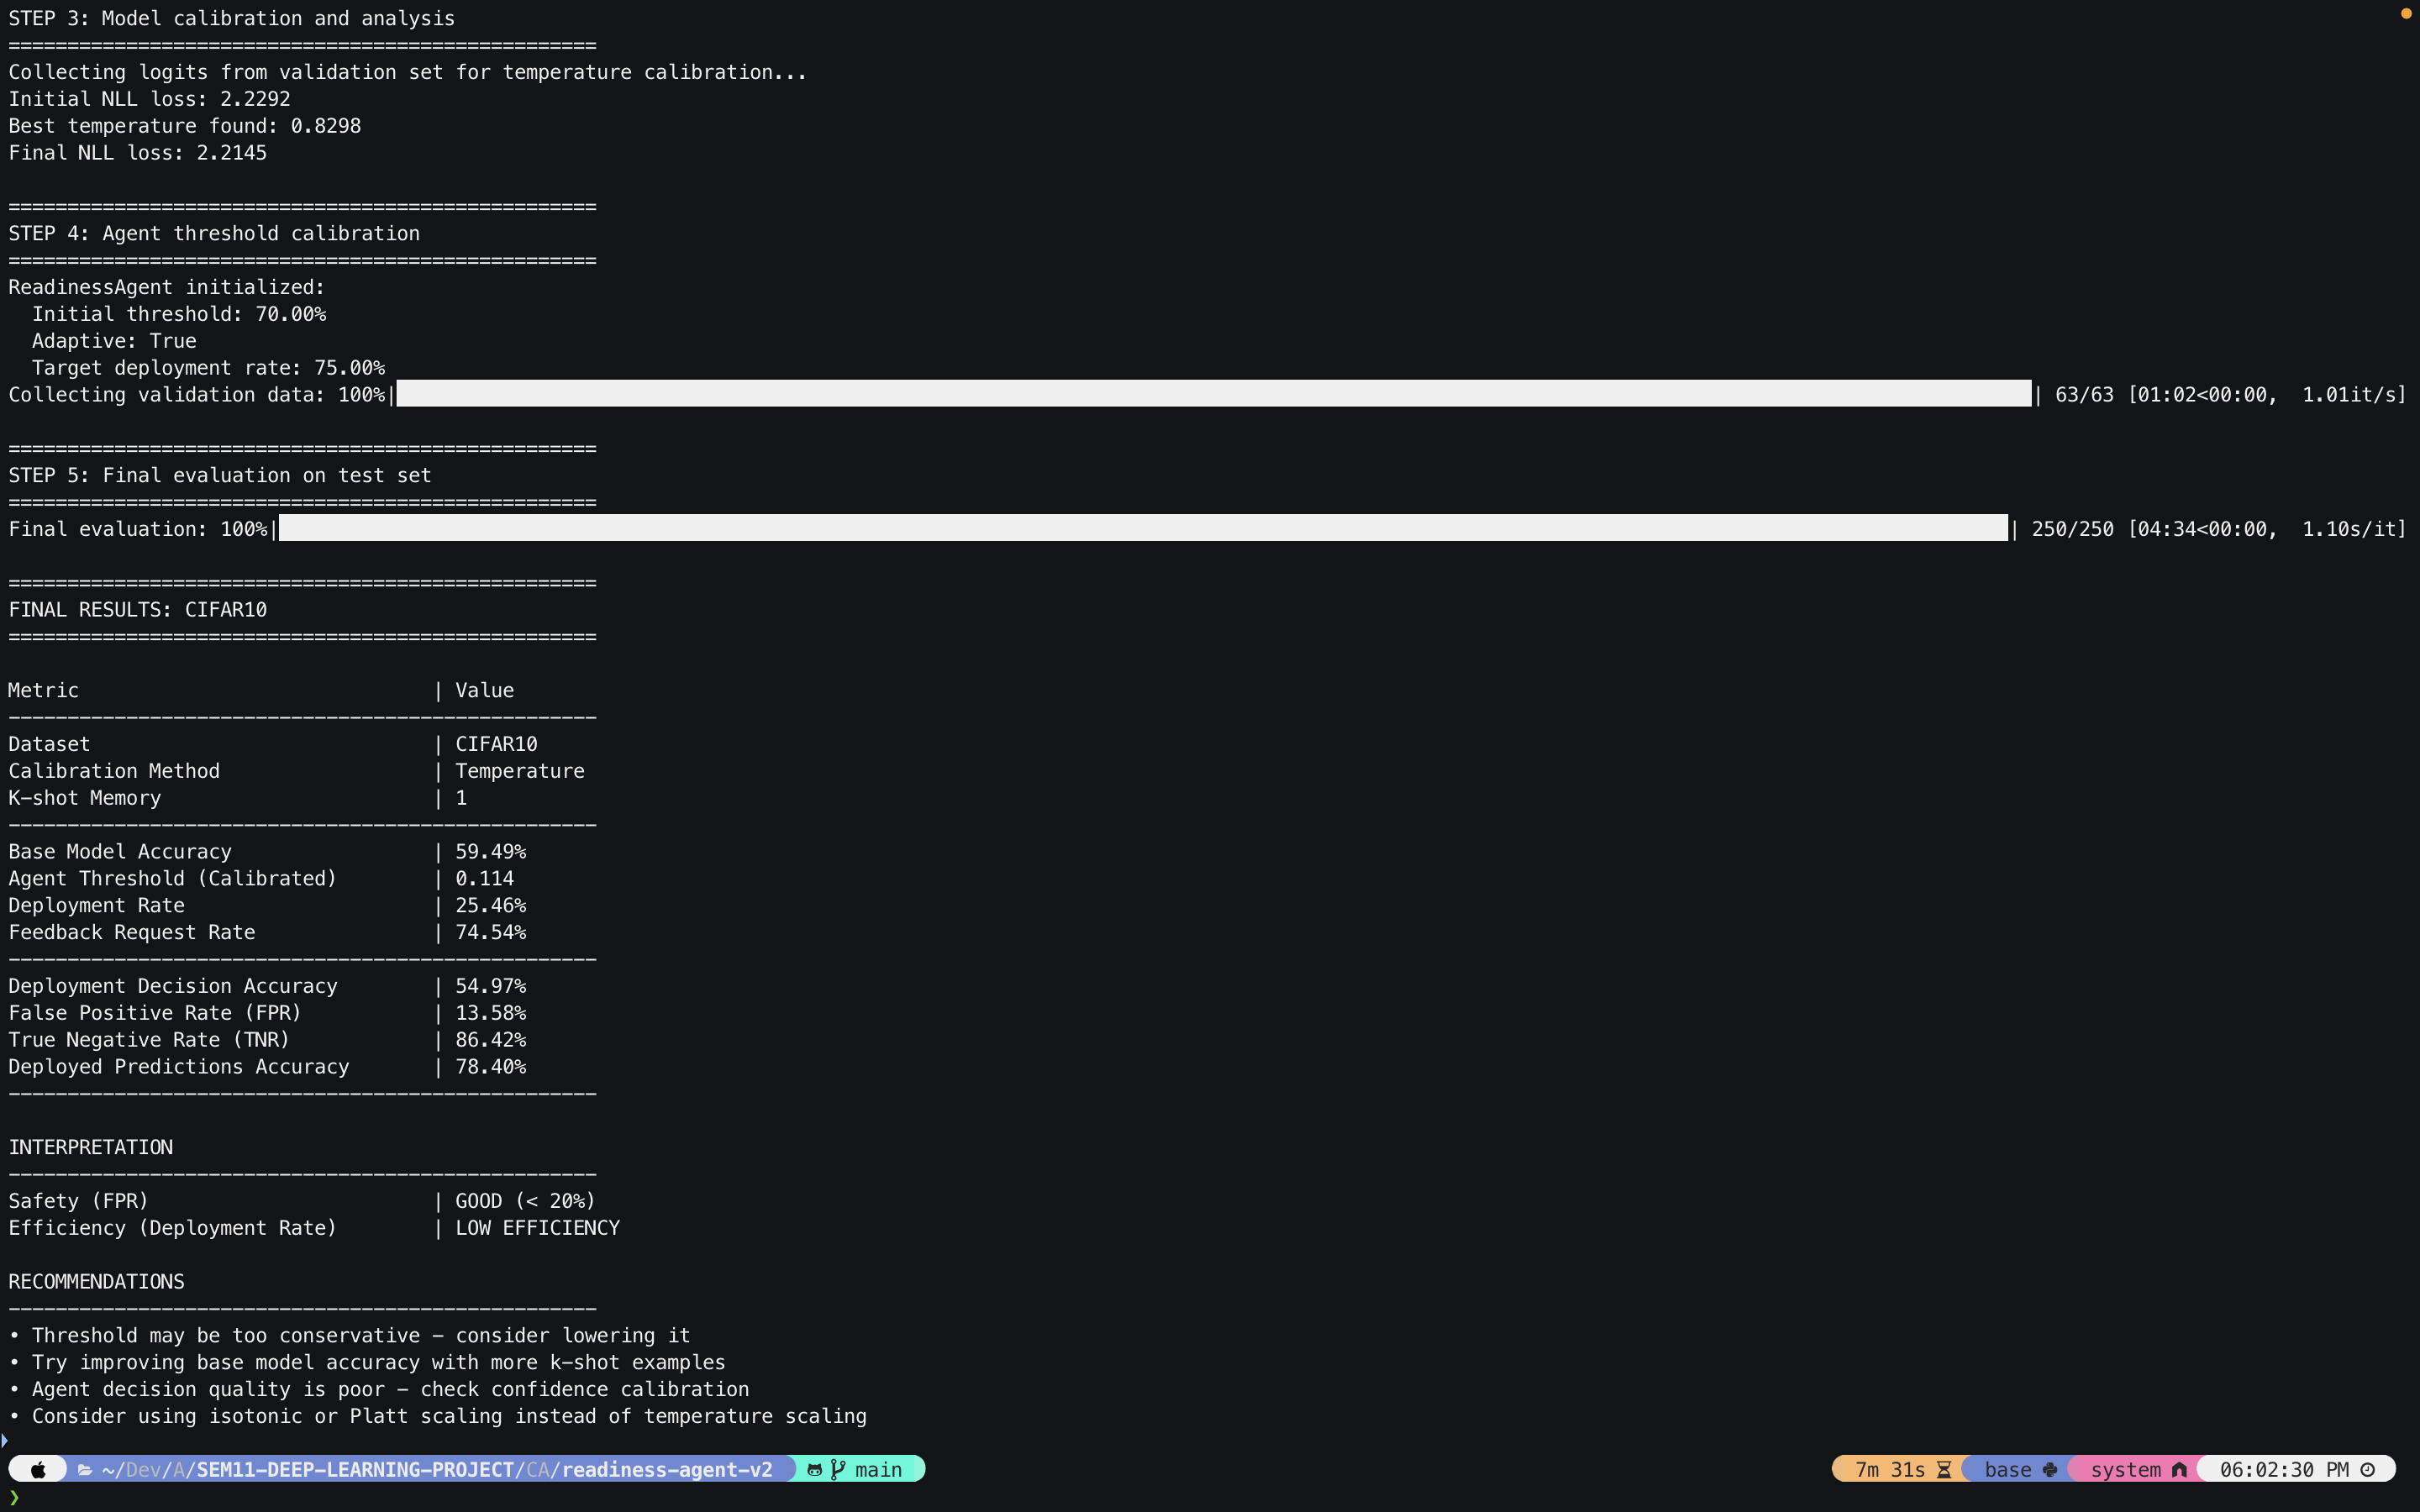 STEP 3: Model calibration and analysis
==================================================
Collecting logits from validation set for temperature calibration...
Initial NLL loss: 2.2292
Best temperature found: 0.8298
Final NLL loss: 2.2145
==================================================
STEP 4: Agent threshold calibration
==================================================
ReadinessAgent initialized:
  Initial threshold: 70.00%
  Adaptive: True
  Target deployment rate: 75.00%
Collecting validation data: 100%| | 63/63 [01:02<00:00,  1.01it/s]
==================================================
STEP 5: Final evaluation on test set
==================================================
Final evaluation: 100%| | 250/250 [04:34<00:00,  1.10s/it]
==================================================
FINAL RESULTS: CIFAR10
==================================================
Metric                              | Value
--------------------------------------------------
Dataset                             | CIFAR10
Calibration Method                  | Temperature
K-shot Memory                       | 1
--------------------------------------------------
Base Model Accuracy                 | 59.49%
Agent Threshold (Calibrated)        | 0.114
Deployment Rate                     | 25.46%
Feedback Request Rate               | 74.54%
--------------------------------------------------
Deployment Decision Accuracy        | 54.97%
False Positive Rate (FPR)           | 13.58%
True Negative Rate (TNR)            | 86.42%
Deployed Predictions Accuracy       | 78.40%
--------------------------------------------------
INTERPRETATION
--------------------------------------------------
Safety (FPR)                        | GOOD (< 20%)
Efficiency (Deployment Rate)        | LOW EFFICIENCY
RECOMMENDATIONS
--------------------------------------------------
• Threshold may be too conservative - consider lowering it
• Try improving base model accuracy with more k-shot examples
• Agent decision quality is poor - check confidence calibration
• Consider using isotonic or Platt scaling instead of temperature scaling
~/Dev/A/SEM11-DEEP-LEARNING-PROJECT/CA/readiness-agent-v2 main 7m 31s base system 06:02:30 PM
❯